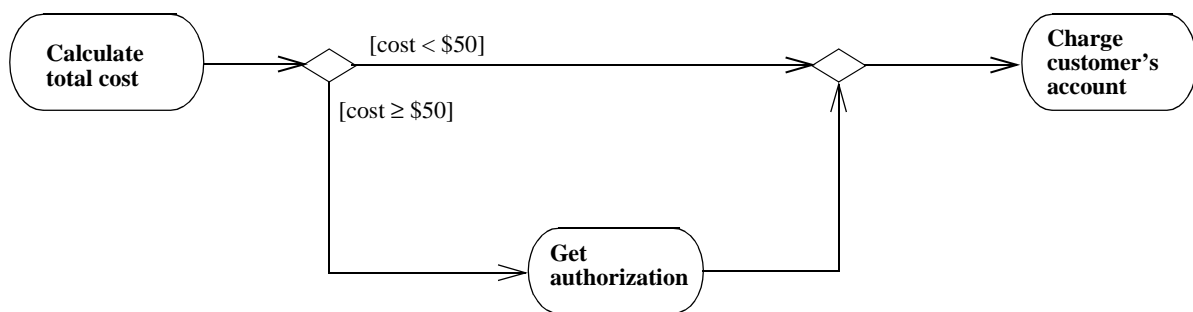 Calculate
total cost
[cost < $50]
[cost ≥ $50]
Get
authorization
Charge
customer’s
account